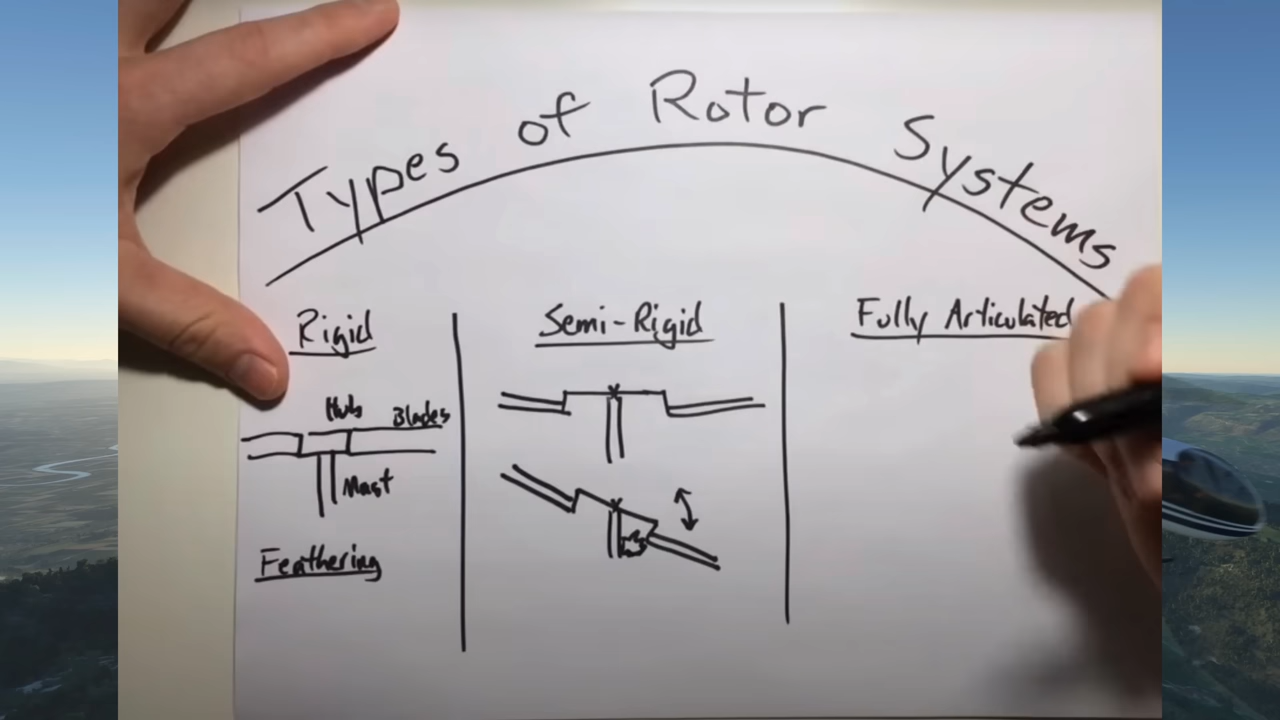 Types of Rotor Systems
Rigid
Semi-Rigid
Fully Articulated
Hub
Blades
Mast
Feathering